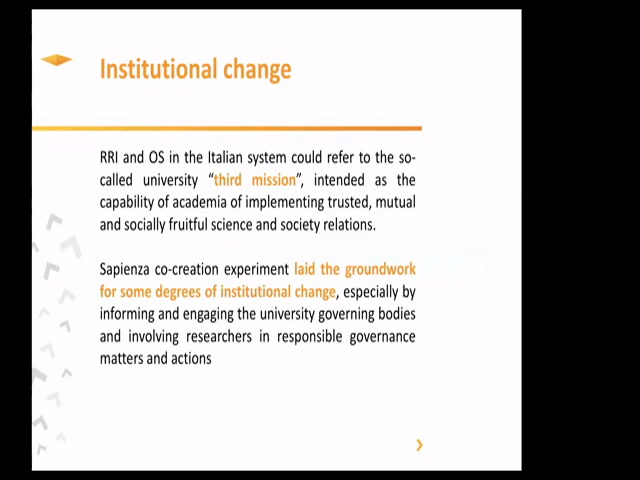 Institutional change
RRI and OS in the Italian system could refer to the so-
called university “third mission”, intended as the
capability of academia of implementing trusted, mutual
and socially fruitful science and society relations.
Sapienza co-creation experiment laid the groundwork
for some degrees of institutional change, especially by
informing and engaging the university governing bodies
and involving researchers in responsible governance
matters and actions